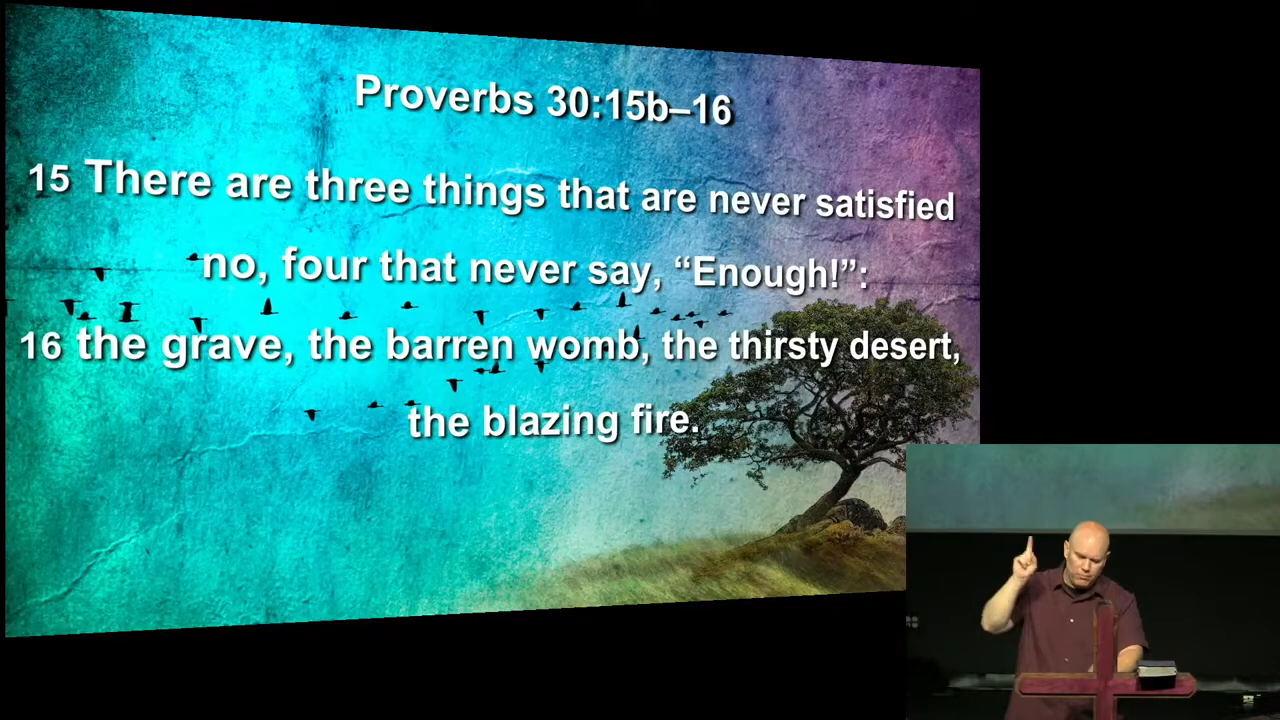 Proverbs 30:15b–16
15 There are three things that are never satisfied
no, four that never say, “Enough!”:
16 the grave, the barren womb, the thirsty desert,
the blazing fire.